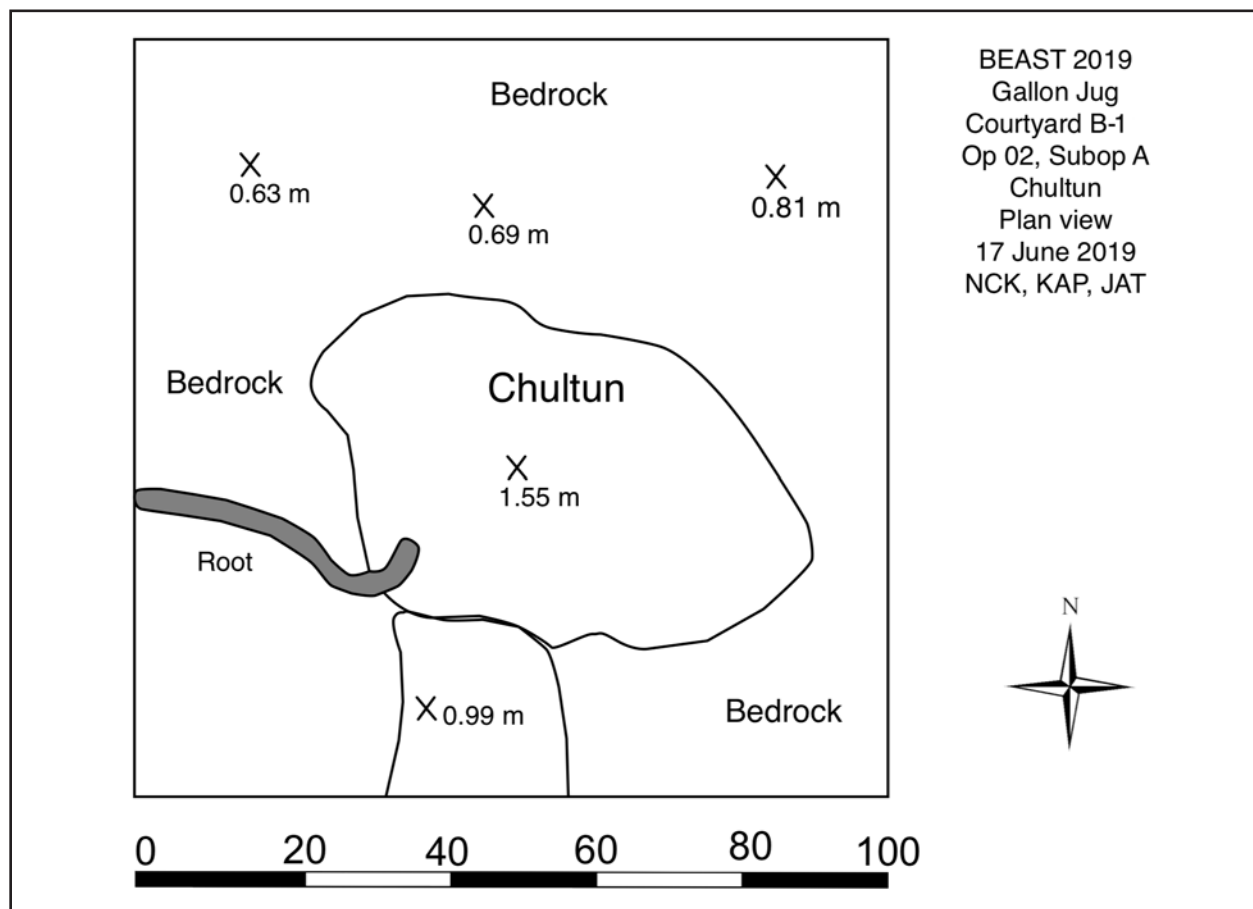 BEAST 2019
Gallon Jug
Courtyard B-1
Op 02, Subop A
Chultun
Plan view
17 June 2019
NCK, KAP, JAT
Bedrock
0.63 m
0.69 m
0.81 m
Bedrock
Chultun
1.55 m
Root
0.99 m
Bedrock
N
0 20 40 60 80 100